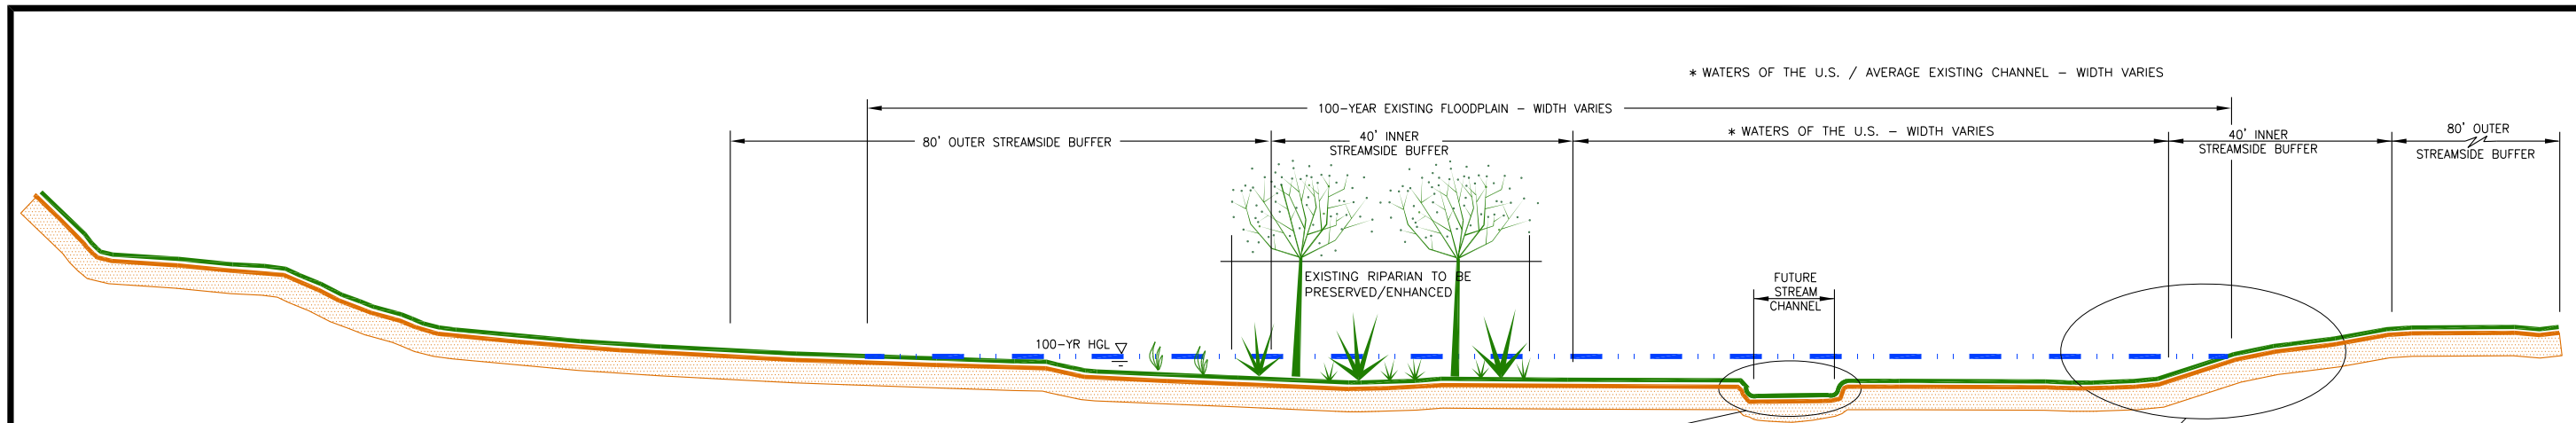 * WATERS OF THE U.S. / AVERAGE EXISTING CHANNEL – WIDTH VARIES
100-YEAR EXISTING FLOODPLAIN – WIDTH VARIES
80' OUTER STREAMSIDE BUFFER
40' INNER
STREAMSIDE BUFFER
* WATERS OF THE U.S. – WIDTH VARIES
40' INNER
STREAMSIDE BUFFER
80' OUTER
STREAMSIDE BUFFER
EXISTING RIPARIAN TO BE
PRESERVED/ENHANCED
FUTURE
STREAM
CHANNEL
100-YR HGL